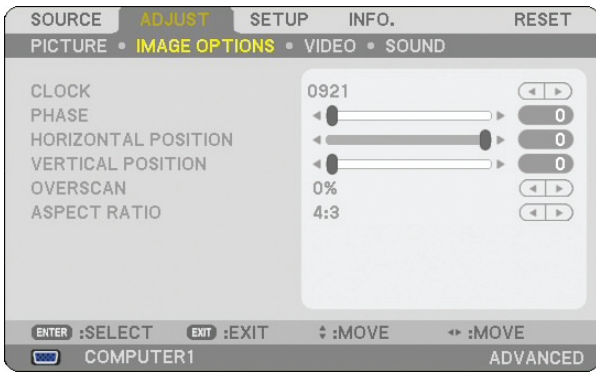 SOURCE ADJUST SETUP INFO. RESET
PICTURE • IMAGE OPTIONS • VIDEO • SOUND
CLOCK 0921
PHASE 0
HORIZONTAL POSITION 0
VERTICAL POSITION 0
OVERSCAN 0%
ASPECT RATIO 4:3
ENTER :SELECT EXIT :EXIT :MOVE :MOVE
COMPUTER1 ADVANCED